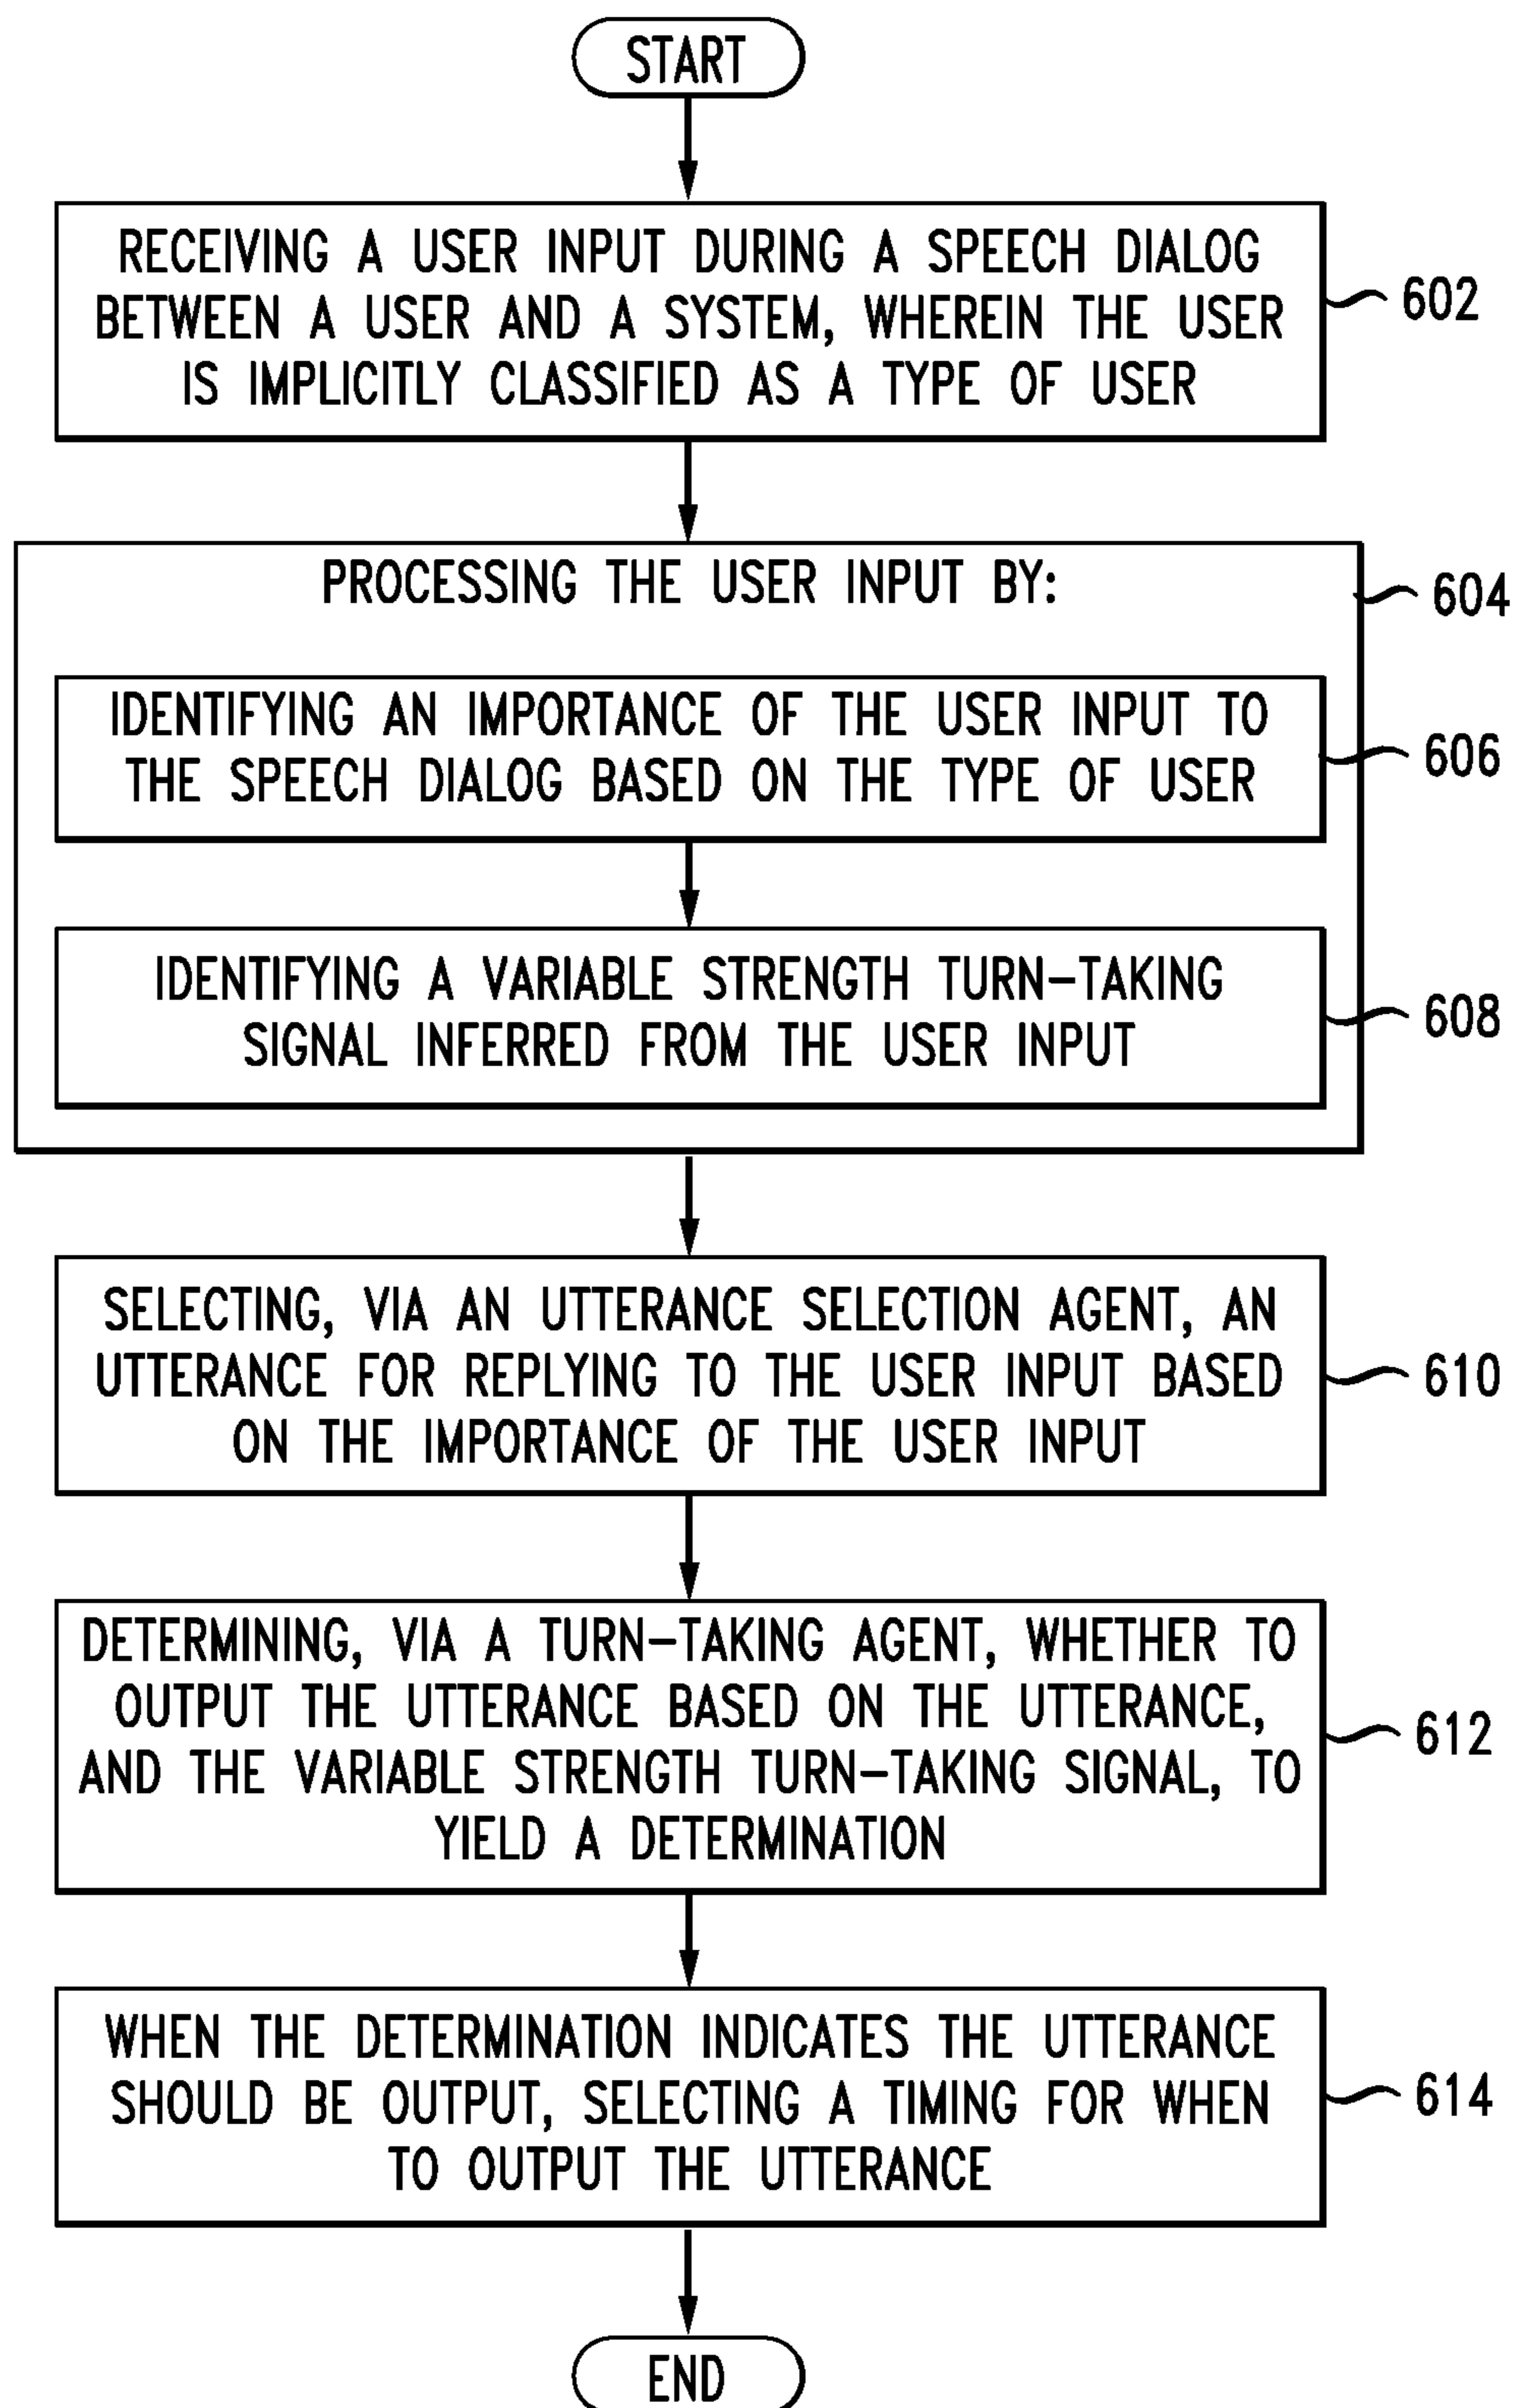 START
RECEIVING A USER INPUT DURING A SPEECH DIALOG
BETWEEN A USER AND A SYSTEM, WHEREIN THE USER
IS IMPLICITLY CLASSIFIED AS A TYPE OF USER
602
PROCESSING THE USER INPUT BY:
604
IDENTIFYING AN IMPORTANCE OF THE USER INPUT TO
THE SPEECH DIALOG BASED ON THE TYPE OF USER
606
IDENTIFYING A VARIABLE STRENGTH TURN-TAKING
SIGNAL INFERRED FROM THE USER INPUT
608
SELECTING, VIA AN UTTERANCE SELECTION AGENT, AN
UTTERANCE FOR REPLYING TO THE USER INPUT BASED
ON THE IMPORTANCE OF THE USER INPUT
610
DETERMINING, VIA A TURN-TAKING AGENT, WHETHER TO
OUTPUT THE UTTERANCE BASED ON THE UTTERANCE,
AND THE VARIABLE STRENGTH TURN-TAKING SIGNAL, TO
YIELD A DETERMINATION
612
WHEN THE DETERMINATION INDICATES THE UTTERANCE
SHOULD BE OUTPUT, SELECTING A TIMING FOR WHEN
TO OUTPUT THE UTTERANCE
614
END